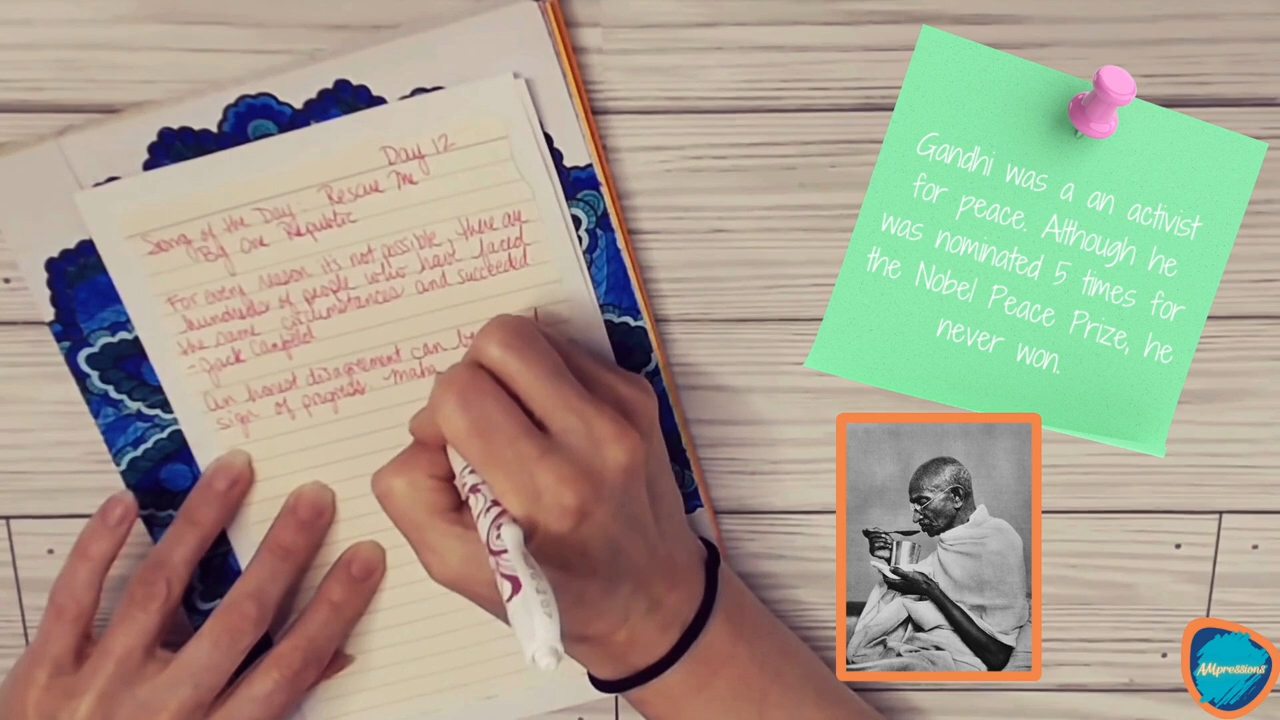 Day 12
Song of the Day - Rescue Me
By One Republic
For every reason it's not possible, there are
hundreds of people who have faced
the same circumstances and succeeded
-Jack Canfield
An honest disagreement can be
sign of progress - Maha
Gandhi was a an activist
for peace. Although he
was nominated 5 times for
the Nobel Peace Prize, he
never won.
AMpressions